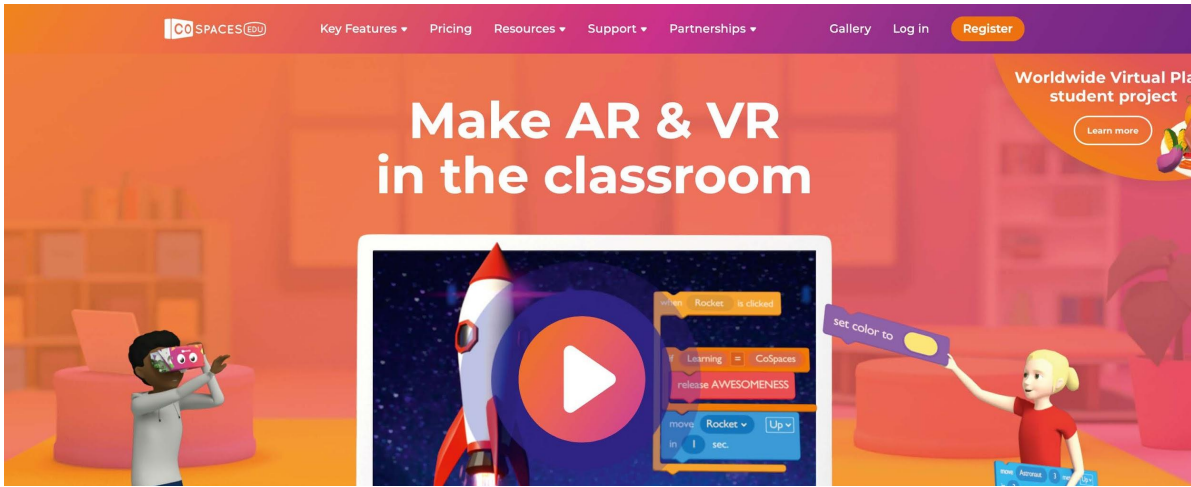 CO SPACES EDU
Key Features
Pricing
Resources
Support
Partnerships
Gallery
Log in
Register
Worldwide Virtual
student project
Learn more
Make AR & VR
in the classroom
when Rocket is clicked
if Learning = CoSpaces
release AWESOMENESS
move Rocket Up
in 1 sec.
set color to
Astronaut